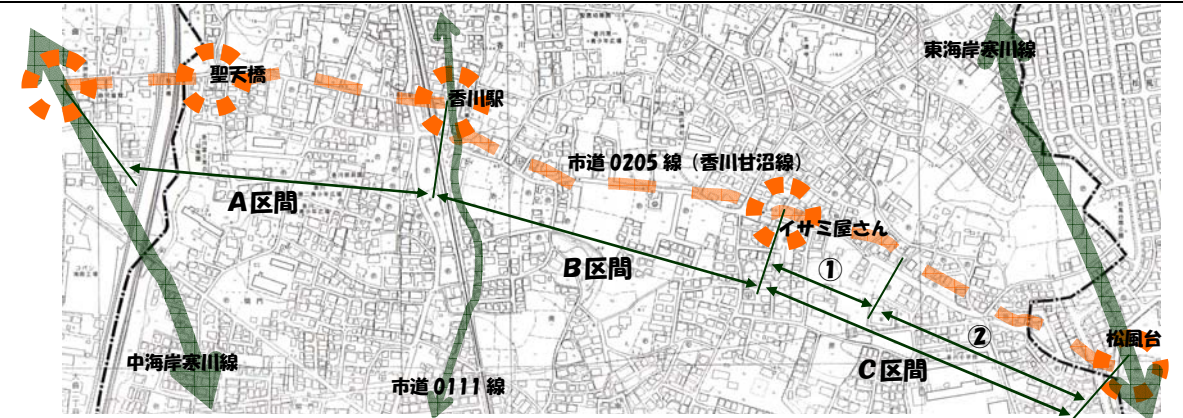 聖天橋
香川駅
東海岸寒川線
市道 0205 線（香川甘沼線）
A区間
イサミ屋さん
B区間
①
②
中海岸寒川線
市道 0111 線
C区間
松風台